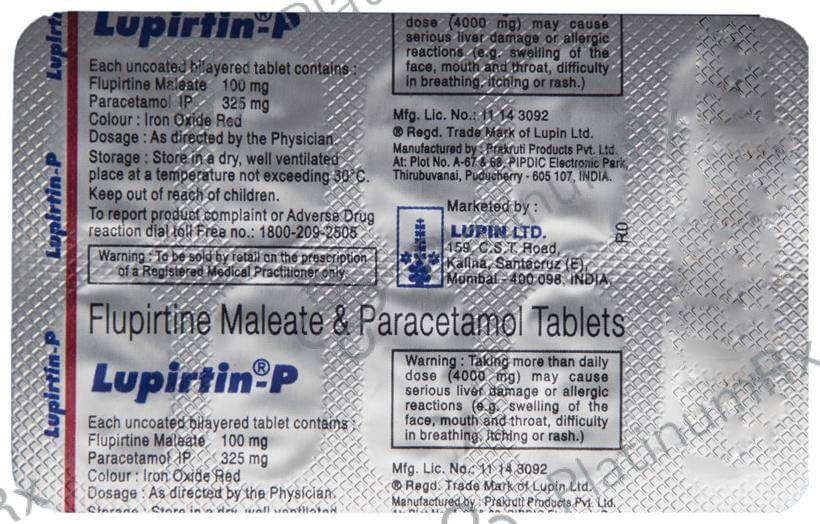 Lupirtin®-P
Each uncoated bilayered tablet contains :
Flupirtine Maleate 100 mg
Paracetamol IP 325 mg
Colour : Iron Oxide Red
Dosage : As directed by the Physician.
Storage : Store in a dry, well ventilated
place at a temperature not exceeding 30°C.
Keep out of reach of children.
To report product complaint or Adverse Drug
reaction dial toll Free no.: 1800-209-2505
Warning : To be sold by retail on the prescription
of a Registered Medical Practitioner only.
dose (4000 mg) may cause
serious liver damage or allergic
reactions (e.g. swelling of the
face, mouth and throat, difficulty
in breathing, itching or rash.)
Mfg. Lic. No.: 11 14 3092
® Regd. Trade Mark of Lupin Ltd.
Manufactured by : Prakruti Products Pvt. Ltd.
At: Plot No. A-67 & 68, PIPDIC Electronic Park,
Thirubuvanai, Puducherry - 605 107, INDIA.
Marketed by :
LUPIN LTD.
159, C.S.T. Road,
Kalina, Santacruz (E),
Mumbai - 400 098, INDIA.
R0
Flupirtine Maleate & Paracetamol Tablets
Lupirtin®-P
Each uncoated bilayered tablet contains :
Flupirtine Maleate 100 mg
Paracetamol IP 325 mg
Colour : Iron Oxide Red
Dosage : As directed by the Physician.
Storage : Store in a dry, well ventilated
Warning : Taking more than daily
dose (4000 mg) may cause
serious liver damage or allergic
reactions (e.g. swelling of the
face, mouth and throat, difficulty
in breathing, itching or rash.)
Mfg. Lic. No.: 11 14 3092
® Regd. Trade Mark of Lupin Ltd.
Manufactured by : Prakruti Products Pvt. Ltd.
Lupirtin-P
Lupirtin-P
Lupirtin-P
Platinum Rx